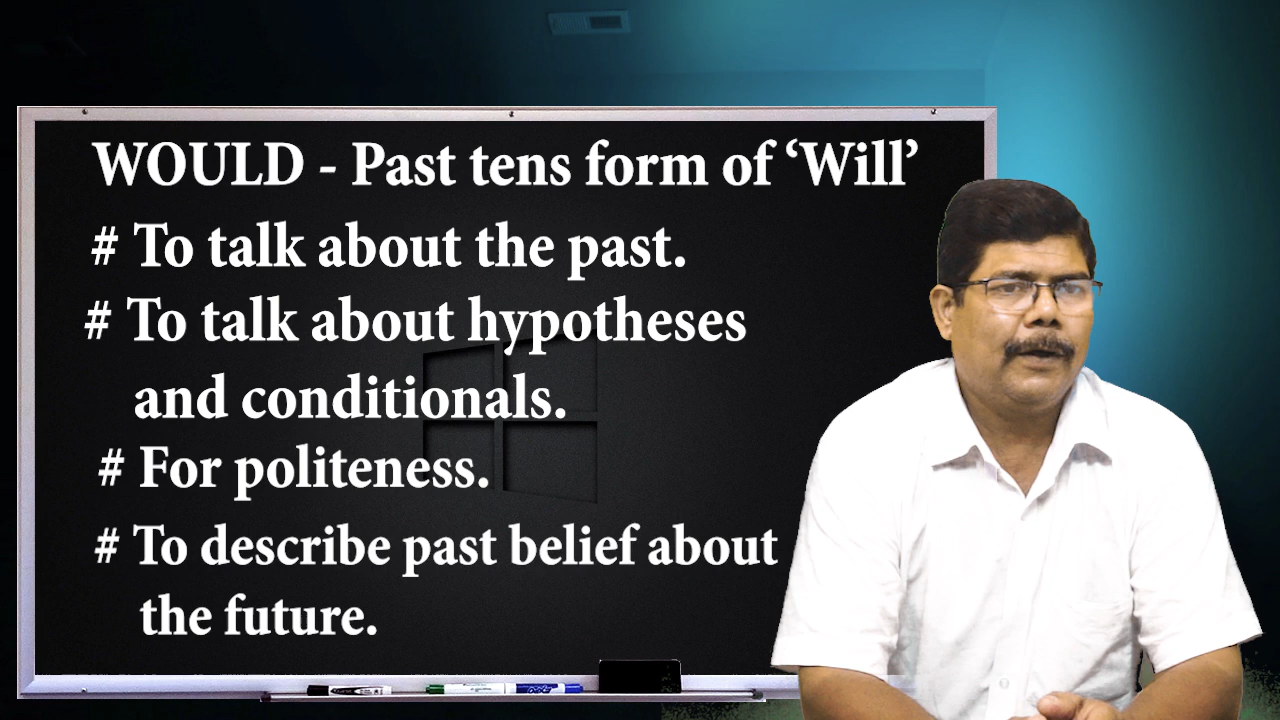 WOULD - Past tens form of ‘Will’
# To talk about the past.
# To talk about hypotheses
and conditionals.
# For politeness.
# To describe past belief about
the future.